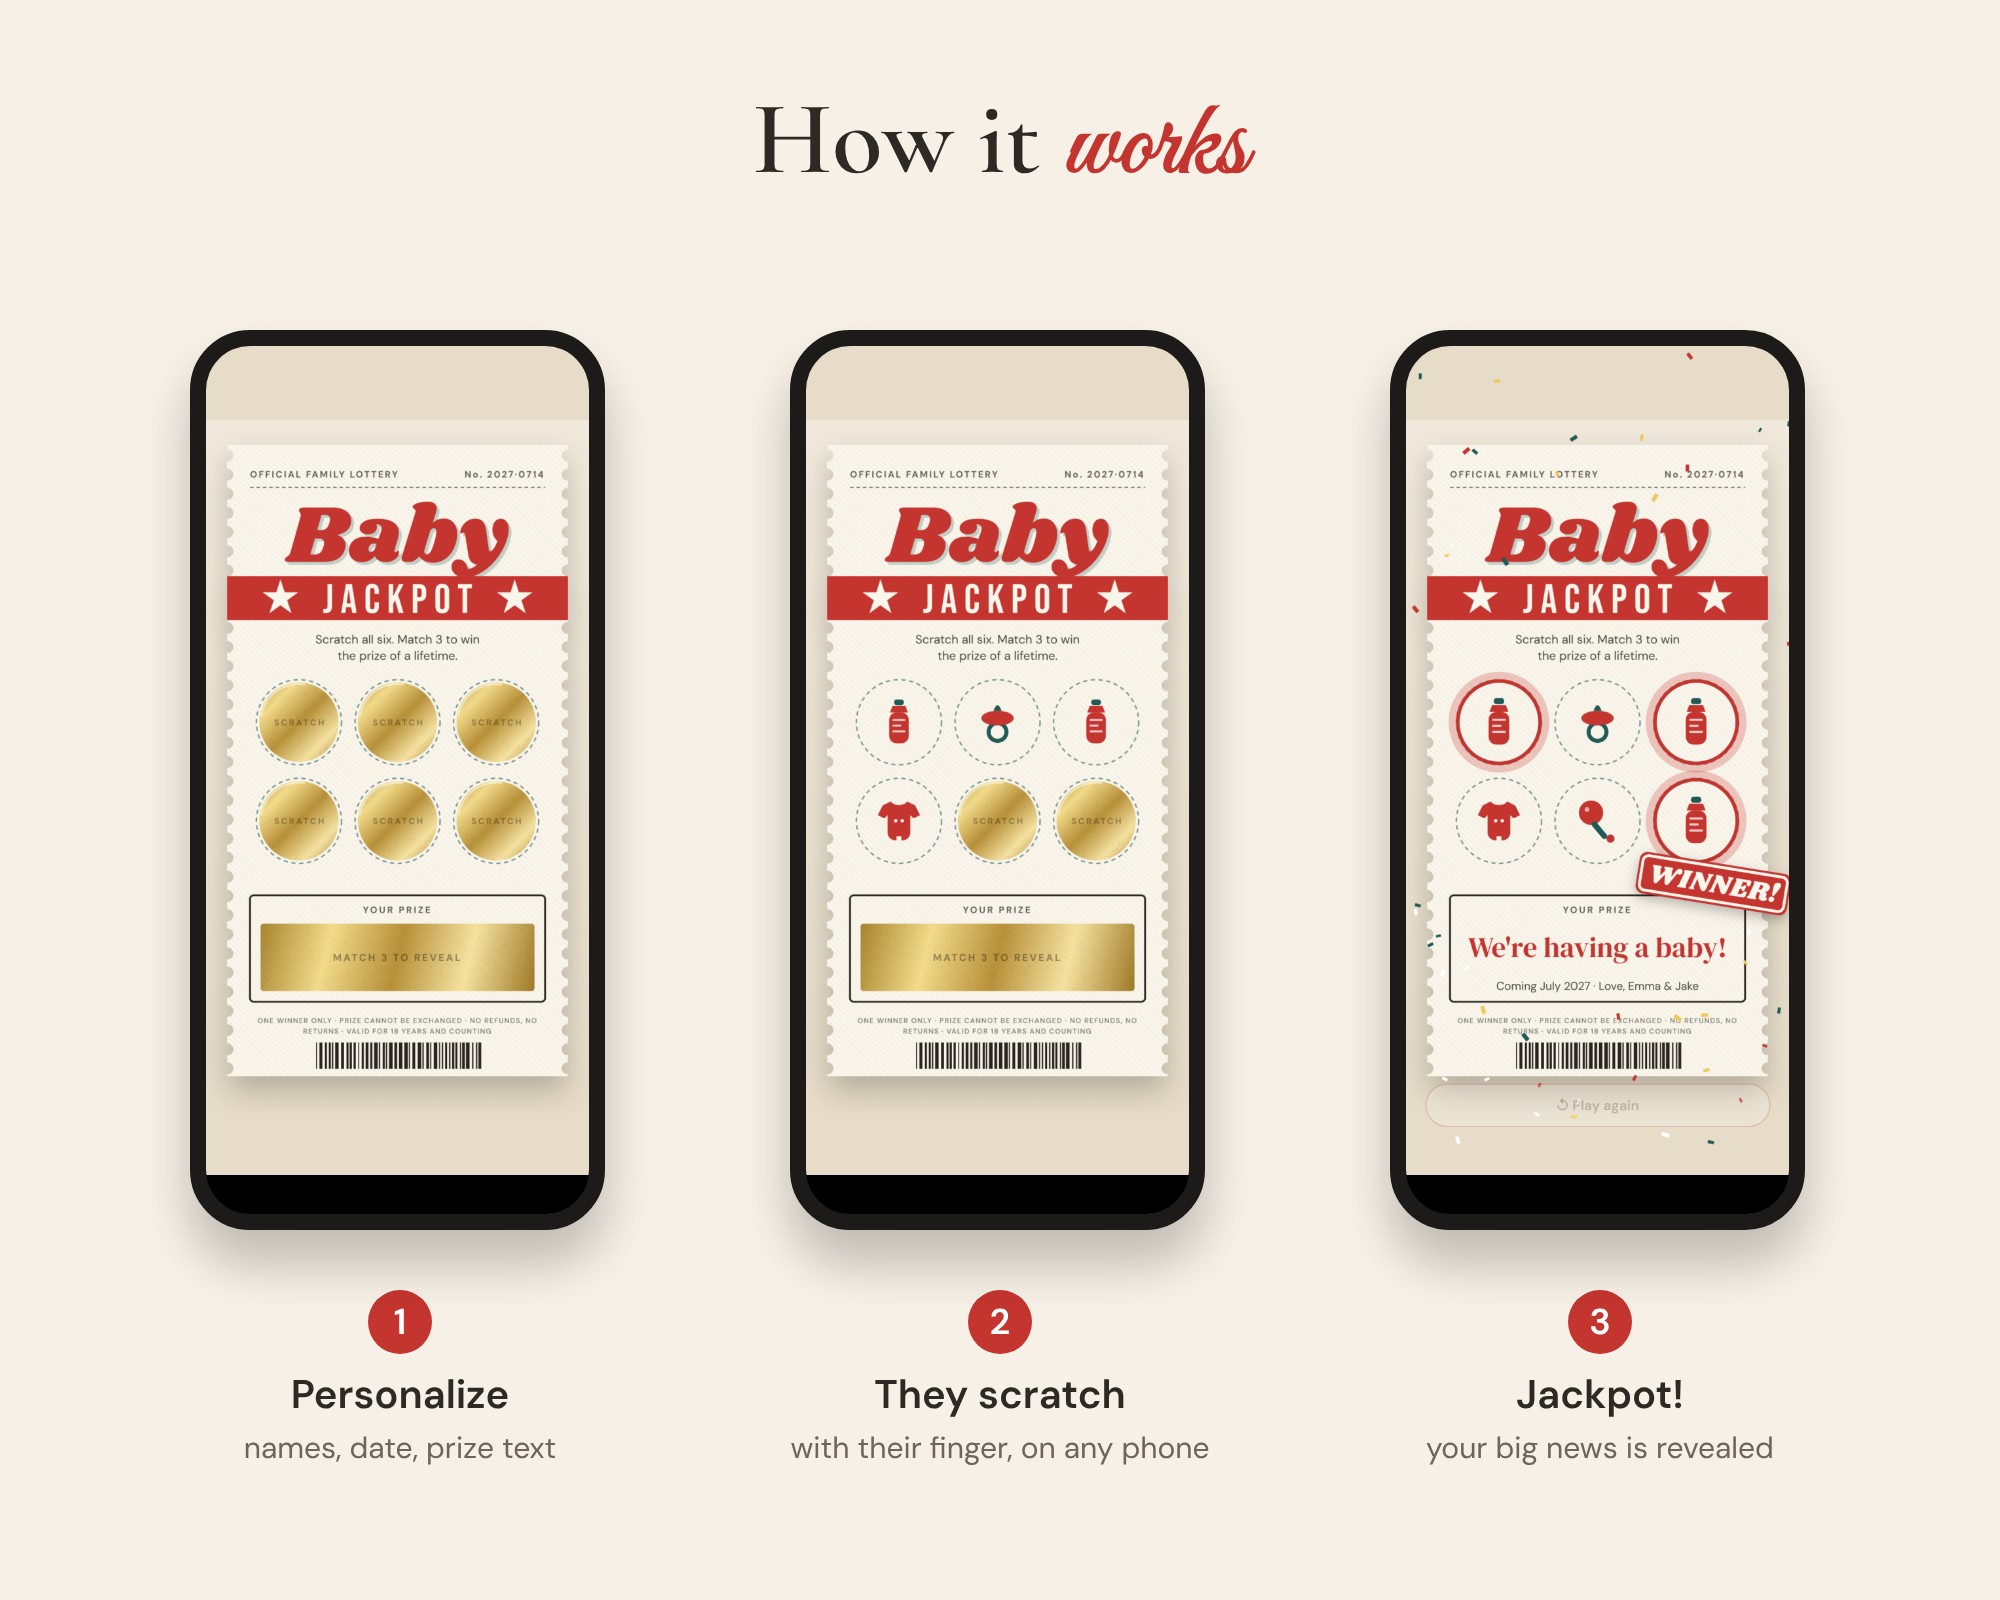 How it works
OFFICIAL FAMILY LOTTERY No. 2027-0714
Baby
★ JACKPOT ★
Scratch all six. Match 3 to win
the prize of a lifetime.
SCRATCH SCRATCH SCRATCH
SCRATCH SCRATCH SCRATCH
YOUR PRIZE
MATCH 3 TO REVEAL
ONE WINNER ONLY · PRIZE CANNOT BE EXCHANGED · NO REFUNDS, NO
RETURNS · VALID FOR 18 YEARS AND COUNTING
1
Personalize
names, date, prize text
OFFICIAL FAMILY LOTTERY No. 2027-0714
Baby
★ JACKPOT ★
Scratch all six. Match 3 to win
the prize of a lifetime.
SCRATCH SCRATCH
YOUR PRIZE
MATCH 3 TO REVEAL
ONE WINNER ONLY · PRIZE CANNOT BE EXCHANGED · NO REFUNDS, NO
RETURNS · VALID FOR 18 YEARS AND COUNTING
2
They scratch
with their finger, on any phone
OFFICIAL FAMILY LOTTERY No. 2027-0714
Baby
★ JACKPOT ★
Scratch all six. Match 3 to win
the prize of a lifetime.
WINNER!
YOUR PRIZE
We're having a baby!
Coming July 2027 · Love, Emma & Jake
ONE WINNER ONLY · PRIZE CANNOT BE EXCHANGED · NO REFUNDS, NO
RETURNS · VALID FOR 18 YEARS AND COUNTING
Play again
3
Jackpot!
your big news is revealed